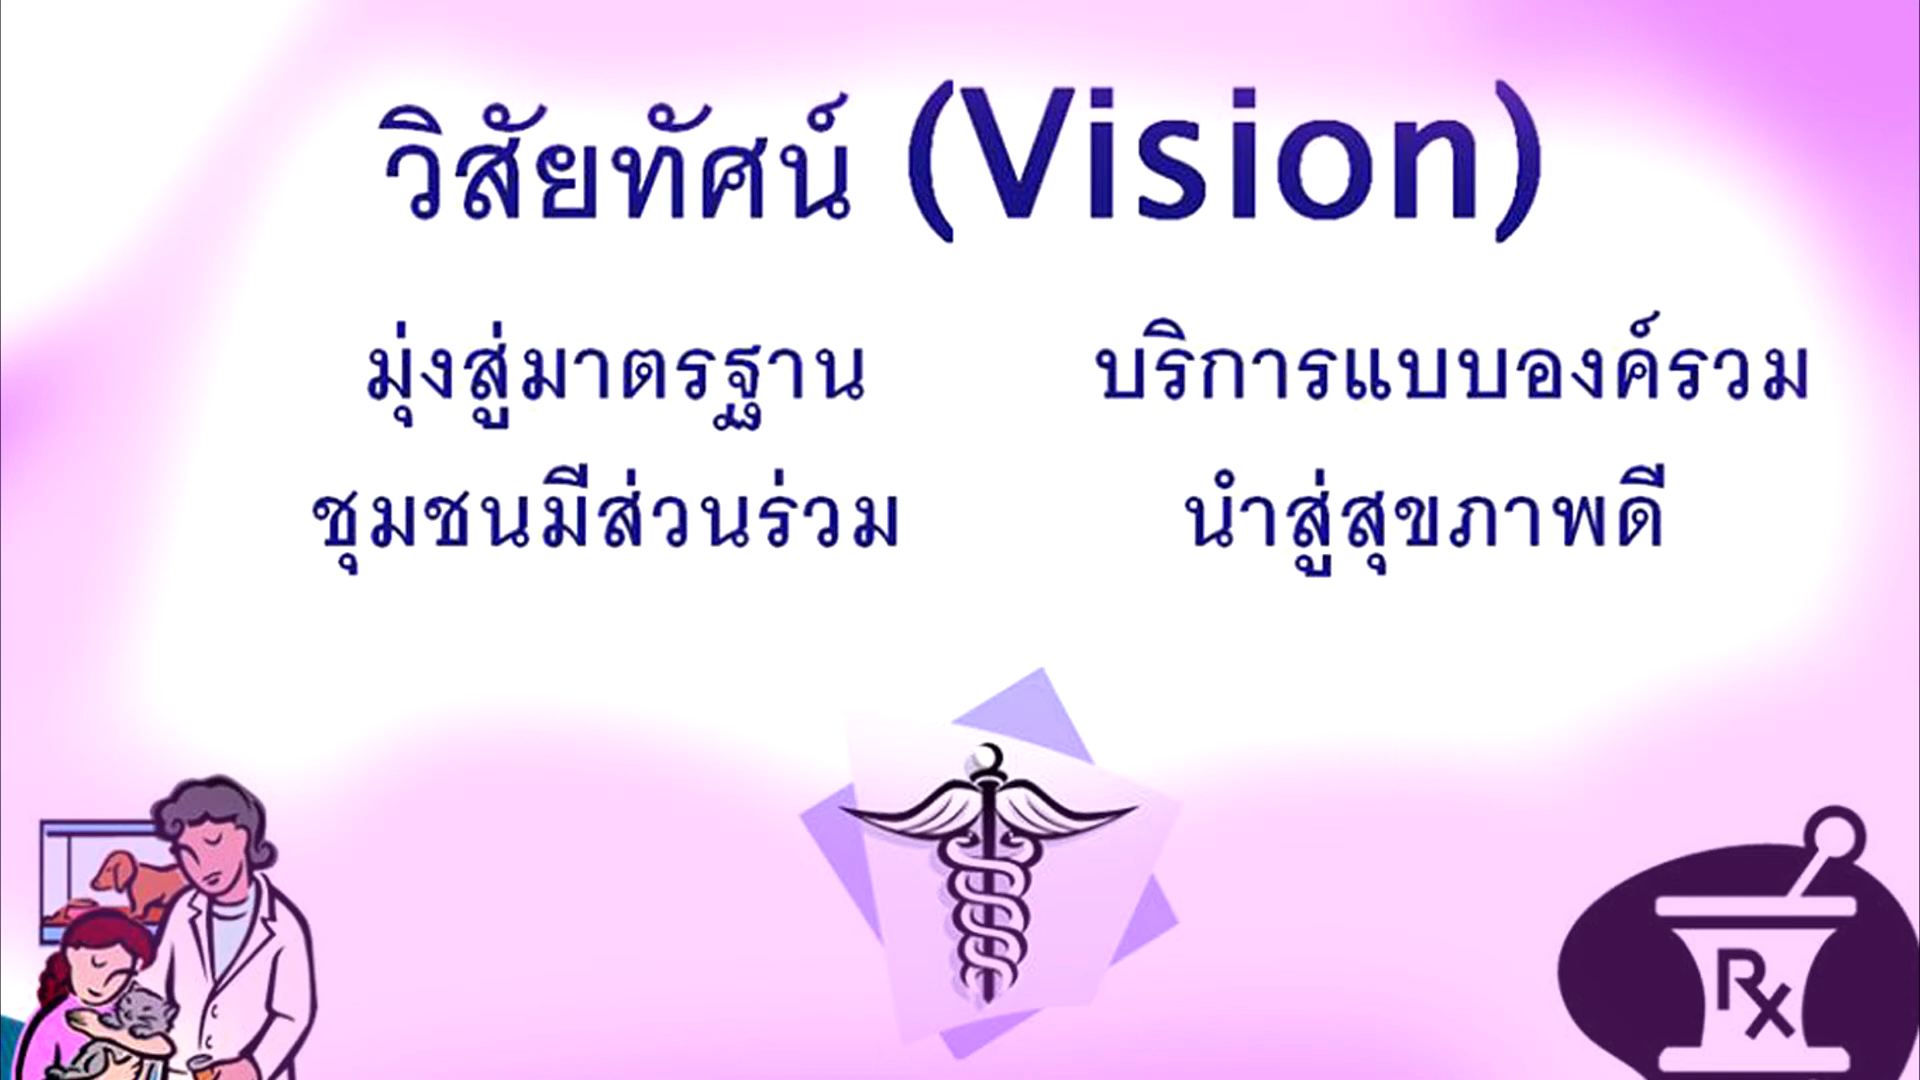 วิสัยทัศน์ (Vision)
มุ่งสู่มาตรฐาน บริการแบบองค์รวม
ชุมชนมีส่วนร่วม นำสู่สุขภาพดี
Rx